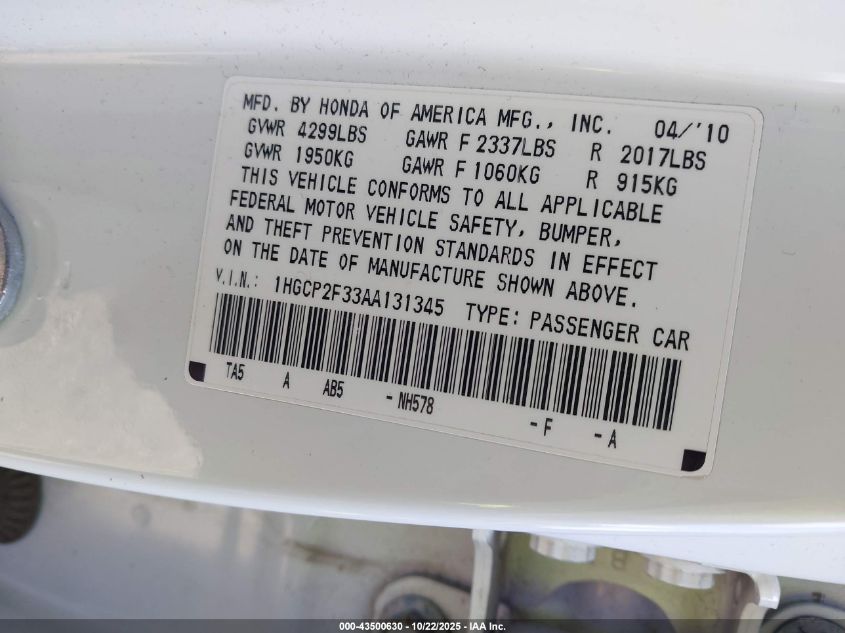 MFD. BY HONDA OF AMERICA MFG., INC. 04/'10
GVWR 4299LBS GAWR F 2337LBS R 2017LBS
GVWR 1950KG GAWR F 1060KG R 915KG
THIS VEHICLE CONFORMS TO ALL APPLICABLE
FEDERAL MOTOR VEHICLE SAFETY, BUMPER,
AND THEFT PREVENTION STANDARDS IN EFFECT
ON THE DATE OF MANUFACTURE SHOWN ABOVE.
V.I.N.: 1HGCP2F33AA131345 TYPE: PASSENGER CAR
TA5 A AB5 -NH578 -F -A
000-43500630 - 10/22/2025 - IAA Inc.